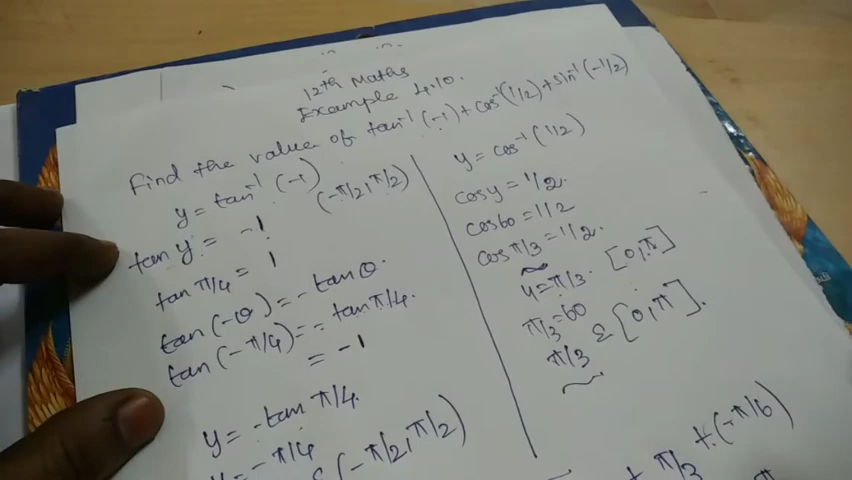 12th Maths
Example 4.10.
Find the value of tan⁻¹(-1) + cos⁻¹(1/2) + sin⁻¹(-1/2)
y = tan⁻¹ (-1)
(-π/2, π/2)
tan y = -1
tan π/4 = 1
tan(-θ) = -tanθ.
tan(-π/4) = -tan π/4.
= -1
y = -tan π/4.
y = -π/4
(-π/2, π/2)
y = cos⁻¹ (1/2)
cos y = 1/2.
cos60 = 1/2
cos π/3 = 1/2.
y = π/3. [0, π]
π/3 = 60
π/3 ε [0, π].
+ π/3 + (-π/6)
π